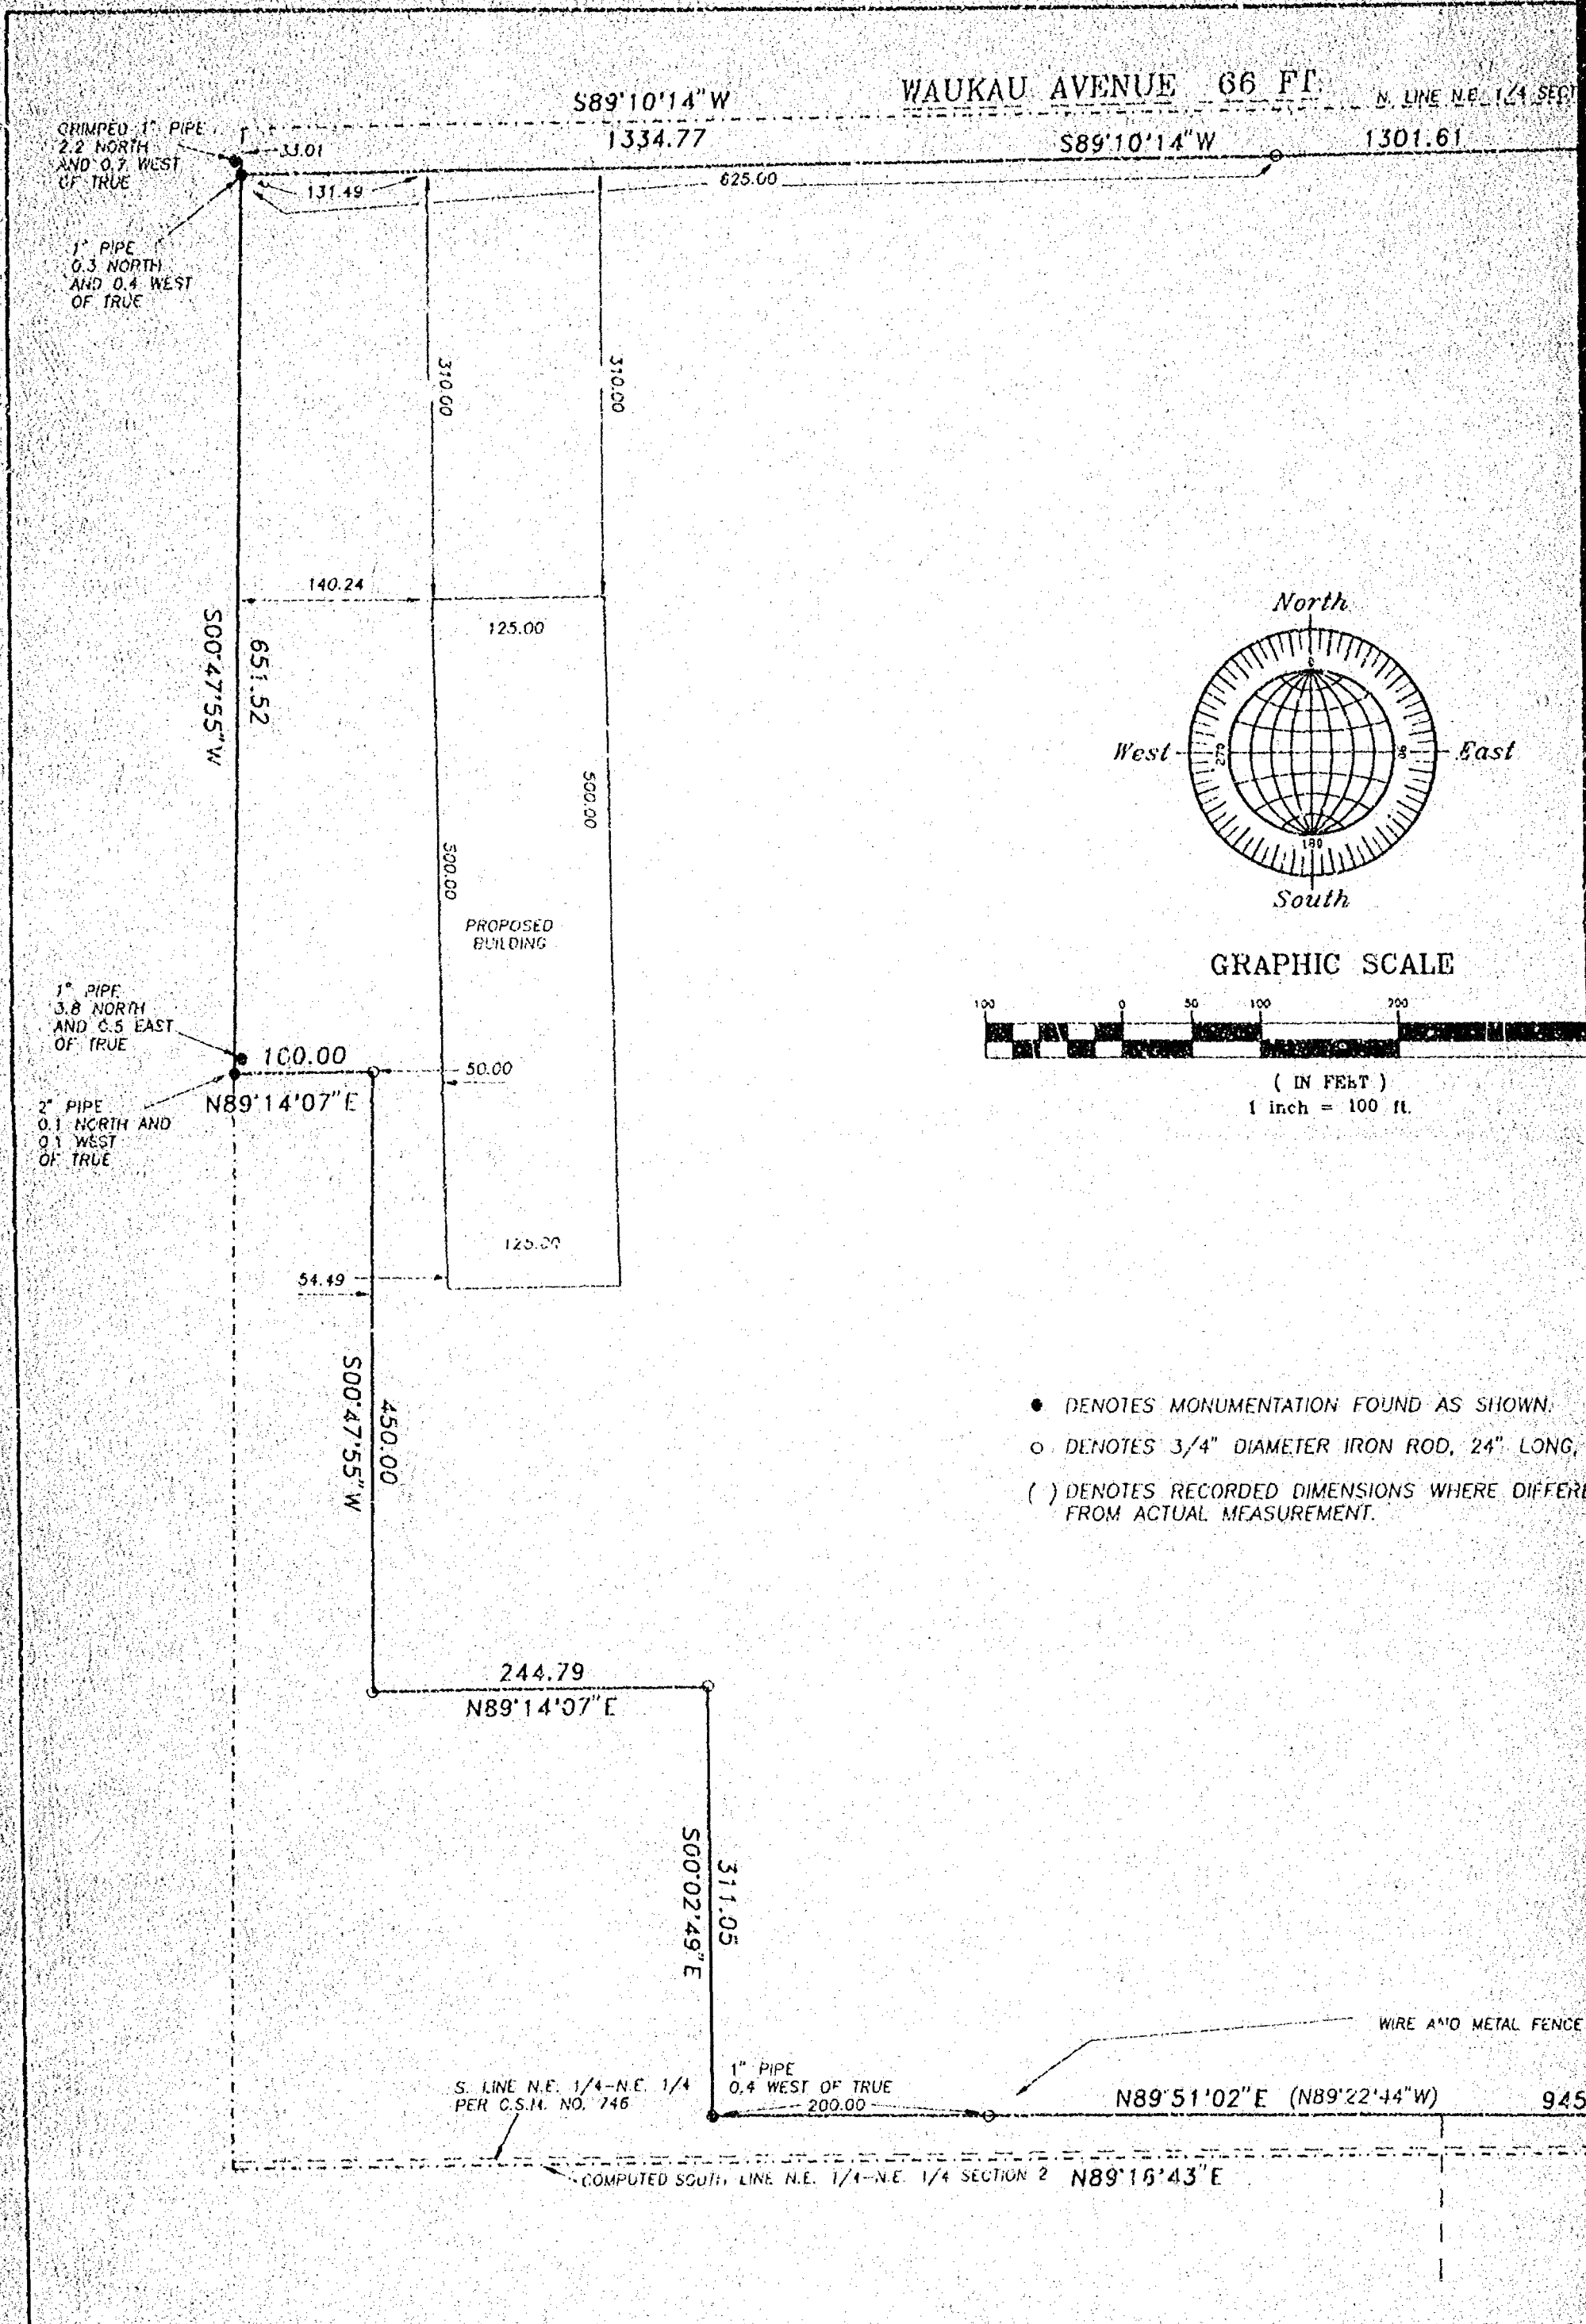 WAUKAU AVENUE 66 FT.
N. LINE N.E. 1/4 SECT
S89°10'14"W
1334.77
S89°10'14"W
1301.61
CRIMPED 1" PIPE
2.2 NORTH
AND 0.7 WEST
OF TRUE
33.01
131.49
625.00
1" PIPE
0.3 NORTH
AND 0.4 WEST
OF TRUE
310.00
310.00
140.24
125.00
S00°47'55"W
651.52
500.00
500.00
PROPOSED
BUILDING
North
West
East
South
0
90
180
270
GRAPHIC SCALE
100 0 50 100 200
( IN FEET )
1 inch = 100 ft.
1" PIPE
3.8 NORTH
AND 0.5 EAST
OF TRUE
100.00
N89°14'07"E
50.00
2" PIPE
0.1 NORTH AND
0.1 WEST
OF TRUE
125.00
54.49
S00°47'55"W
450.00
● DENOTES MONUMENTATION FOUND AS SHOWN.
○ DENOTES 3/4" DIAMETER IRON ROD, 24" LONG,
( ) DENOTES RECORDED DIMENSIONS WHERE DIFFERE
FROM ACTUAL MEASUREMENT.
244.79
N89°14'07"E
S00°02'49"E
311.05
WIRE AND METAL FENCE
S. LINE N.E. 1/4-N.E. 1/4
PER C.S.M. NO. 746
1" PIPE
0.4 WEST OF TRUE
200.00
N89°51'02"E (N89°22'44"W)
945
COMPUTED SOUTH LINE N.E. 1/4-N.E. 1/4 SECTION 2
N89°16'43"E